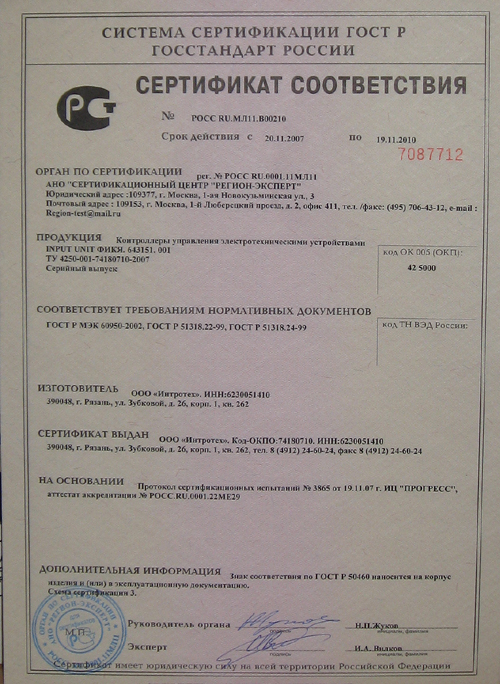 СИСТЕМА СЕРТИФИКАЦИИ ГОСТ Р
ГОССТАНДАРТ РОССИИ
СЕРТИФИКАТ СООТВЕТСТВИЯ
№ РОСС RU.МЛ11.В00210
Срок действия с 20.11.2007 по 19.11.2010
7087712
ОРГАН ПО СЕРТИФИКАЦИИ рег. № РОСС RU.0001.11МЛ11
АНО "СЕРТИФИКАЦИОННЫЙ ЦЕНТР "РЕГИОН-ЭКСПЕРТ"
Юридический адрес :109377, г. Москва, 1-ая Новокузьминская ул., 3
Почтовый адрес : 109153, г. Москва, 1-й Люберецкий проезд, д. 2, офис 411, тел. /факс: (495) 706-43-12, e-mail :
Region-test@mail.ru
ПРОДУКЦИЯ Контроллеры управления электротехническими устройствами
INPUT UNIT ФИКЯ. 643151. 001
ТУ 4250-001-74180710-2007
Серийный выпуск
код ОК 005 (ОКП):
42 5000
СООТВЕТСТВУЕТ ТРЕБОВАНИЯМ НОРМАТИВНЫХ ДОКУМЕНТОВ
ГОСТ Р МЭК 60950-2002, ГОСТ Р 51318.22-99, ГОСТ Р 51318.24-99
код ТН ВЭД России:
ИЗГОТОВИТЕЛЬ ООО «Интротех». ИНН:6230051410
390048, г. Рязань, ул. Зубковой, д. 26, корп. 1, кв. 262
СЕРТИФИКАТ ВЫДАН ООО «Интротех». Код-ОКПО:74180710. ИНН:6230051410
390048, г. Рязань, ул. Зубковой, д. 26, корп. 1, кв. 262, тел. 8 (4912) 24-60-24, факс 8 (4912) 24-60-24
НА ОСНОВАНИИ Протокол сертификационных испытаний № 3865 от 19.11.07 г. ИЦ "ПРОГРЕСС",
аттестат аккредитации № РОСС.RU.0001.22МЕ29
ДОПОЛНИТЕЛЬНАЯ ИНФОРМАЦИЯ Знак соответствия по ГОСТ Р 50460 наносится на корпус
изделия и (или) в эксплуатационную документацию.
Схема сертификации 3.
М.П.
Руководитель органа Н.П.Жуков
подпись инициалы, фамилия
Эксперт И.А. Вилков
подпись инициалы, фамилия
Сертификат имеет юридическую силу на всей территории Российской Федерации